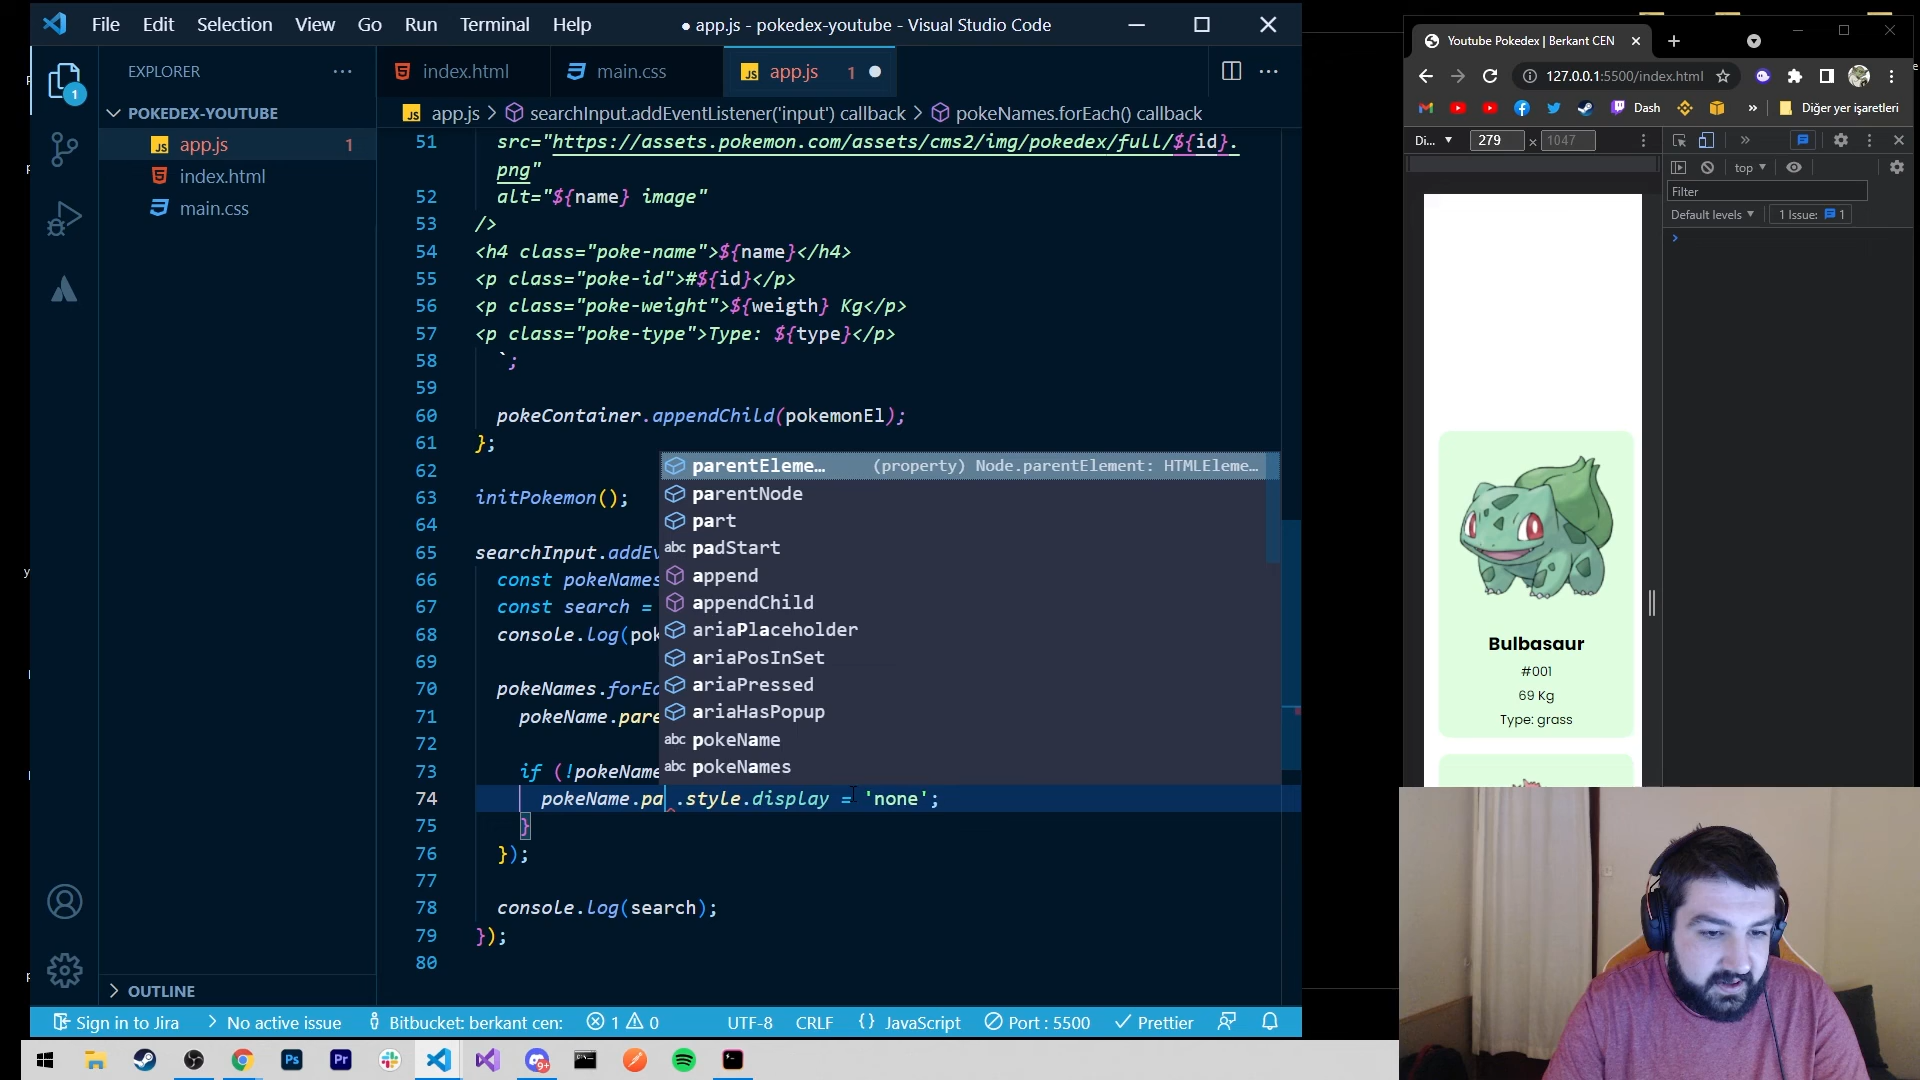 File Edit Selection View Go Run Terminal Help
● app.js - pokedex-youtube - Visual Studio Code
EXPLORER
1
POKEDEX-YOUTUBE
JS app.js 1
index.html
main.css
OUTLINE
index.html
main.css
JS app.js 1
JS app.js > searchInput.addEventListener('input') callback > pokeNames.forEach() callback
51 src="https://assets.pokemon.com/assets/cms2/img/pokedex/full/${id}.
png"
52 alt="${name} image"
53 />
54 <h4 class="poke-name">${name}</h4>
55 <p class="poke-id">#${id}</p>
56 <p class="poke-weight">${weigth} Kg</p>
57 <p class="poke-type">Type: ${type}</p>
58 `;
59
60 pokeContainer.appendChild(pokemonEl);
61 };
62
63 initPokemon();
64
65 searchInput.addEv
66 const pokeNames
67 const search =
68 console.log(pok
69
70 pokeNames.forEa
71 pokeName.pare
72
73 if (!pokeName
74 pokeName.pa .style.display = 'none';
75 }
76 });
77
78 console.log(search);
79 });
80
parentEleme… (property) Node.parentElement: HTMLEleme…
parentNode
part
abc padStart
append
appendChild
ariaPlaceholder
ariaPosInSet
ariaPressed
ariaHasPopup
abc pokeName
abc pokeNames
Sign in to Jira
No active issue
Bitbucket: berkant cen:
1 0
UTF-8
CRLF
{} JavaScript
Port : 5500
Prettier
Ps
Pr
9+
Youtube Pokedex | Berkant CEN
127.0.0.1:5500/index.html
Dash
»
Diğer yer işaretleri
Di... ▼ 279 × 1047
top ▼
Filter
Default levels ▼
1 Issue: 1
Bulbasaur
#001
69 Kg
Type: grass